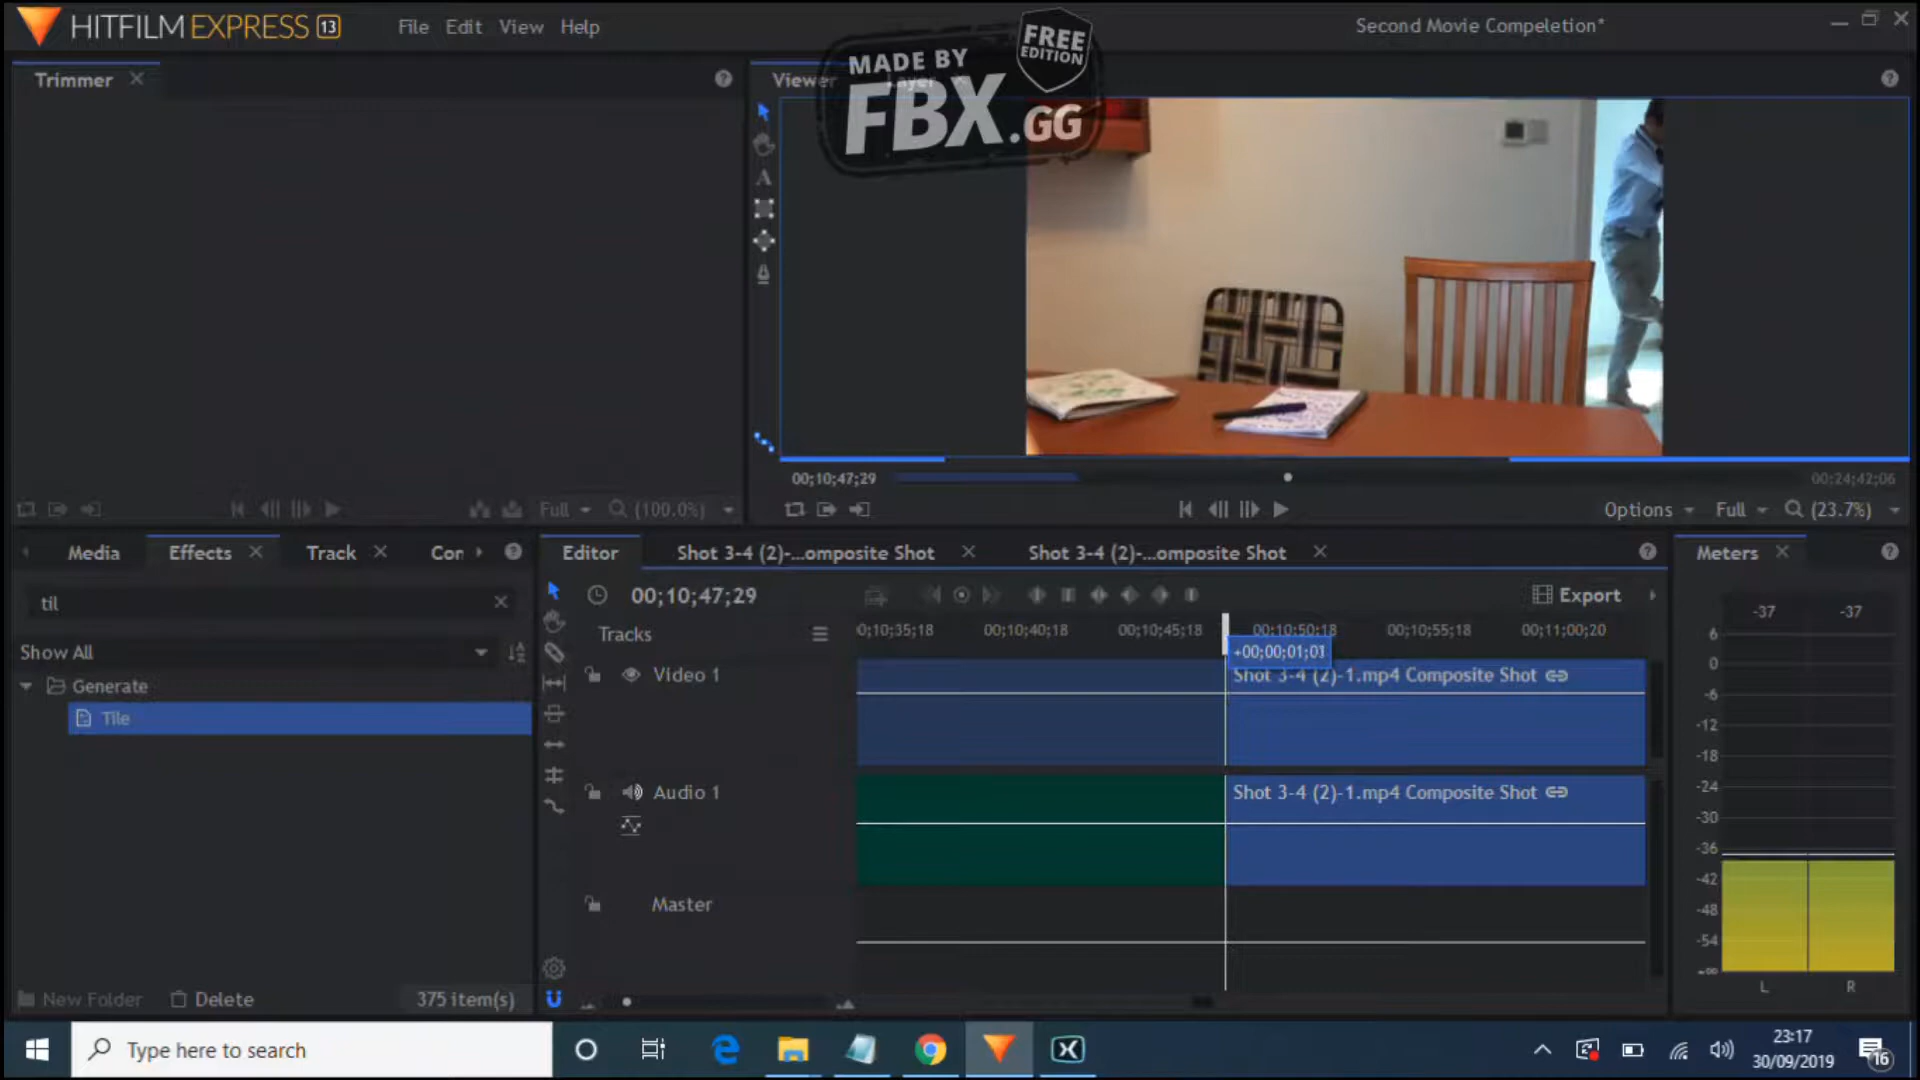 HITFILM EXPRESS 13
File Edit View Help
Second Movie Compeletion*
MADE BY
FBX.GG
FREE
EDITION
Trimmer
Viewer
Layer
A
00;10;47;29
00:24;42;06
Full
(100.0%)
Options
Full
(23.7%)
Media
Effects
Track
Con
Editor
Shot 3-4 (2)-...omposite Shot
Shot 3-4 (2)-...omposite Shot
Meters
til
00;10;47;29
Export
-37
-37
Tracks
0;10;35;18
00;10;40;18
00;10;45;18
00;10;50;18
00;10;55;18
00;11;00;20
+00;00;01;01
Show All
Generate
Tile
Video 1
Shot 3-4 (2)-1.mp4 Composite Shot
Audio 1
Shot 3-4 (2)-1.mp4 Composite Shot
Master
6
0
-6
-12
-18
-24
-30
-36
-42
-48
-54
-∞
L
R
New Folder
Delete
375 item(s)
Type here to search
23:17
30/09/2019
16